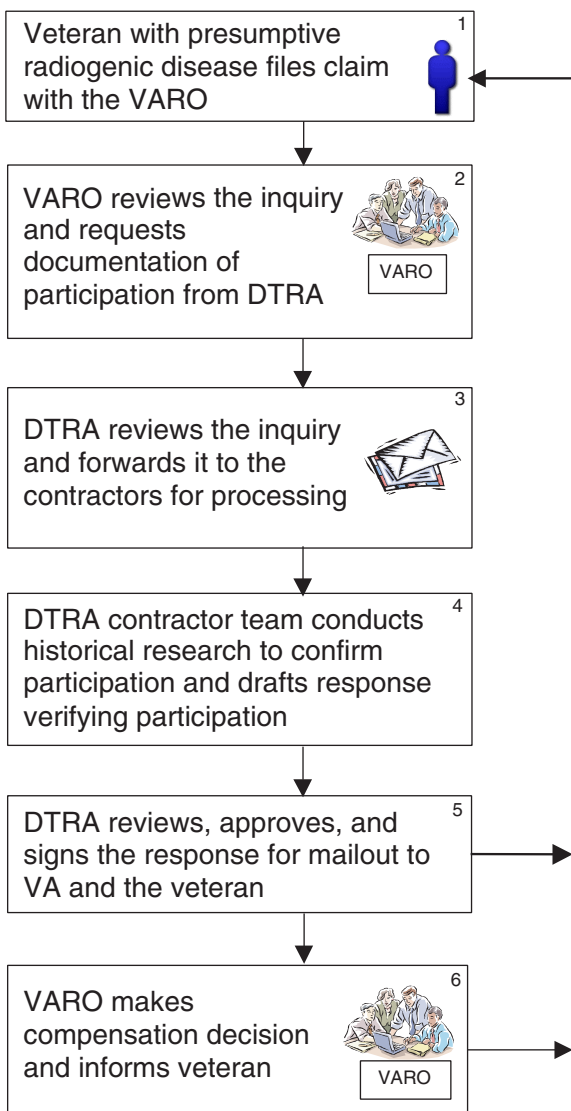 1
Veteran with presumptive
radiogenic disease files claim
with the VARO
2
VARO reviews the inquiry
and requests
documentation of
participation from DTRA
VARO
3
DTRA reviews the inquiry
and forwards it to the
contractors for processing
4
DTRA contractor team conducts
historical research to confirm
participation and drafts response
verifying participation
5
DTRA reviews, approves, and
signs the response for mailout to
VA and the veteran
6
VARO makes
compensation decision
and informs veteran
VARO